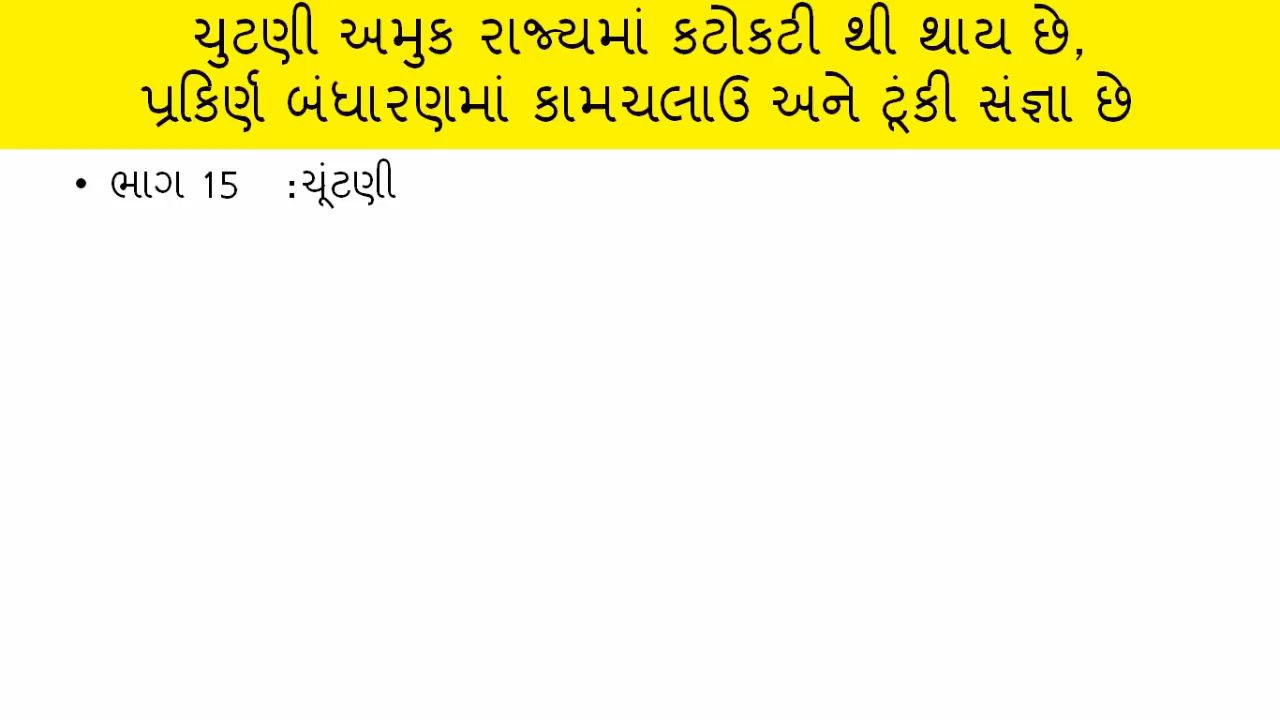 ચુટણી અમુક રાજ્યમાં કટોકટી થી થાય છે,
પ્રકિર્ણ બંધારણમાં કામચલાઉ અને ટૂંકી સંજ્ઞા છે
• ભાગ 15 :ચૂંટણી